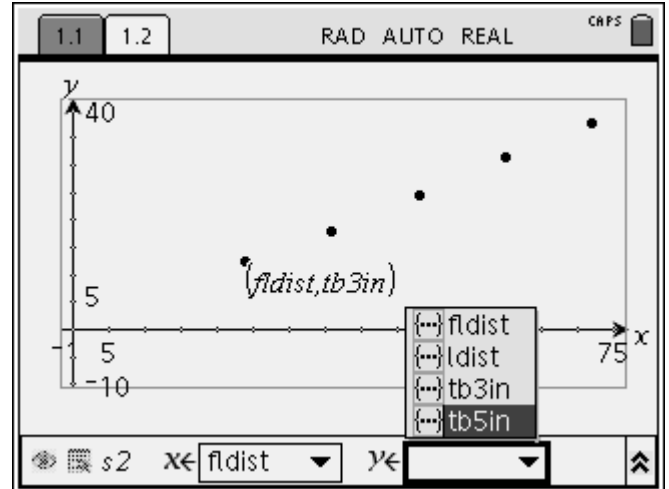 1.1 1.2 RAD AUTO REAL CAPS
y
40
(fldist,tb3in)
5
x
-1 5 75
-10
{···}fldist
{···}ldist
{···}tb3in
{···}tb5in
s2 x← fldist y←